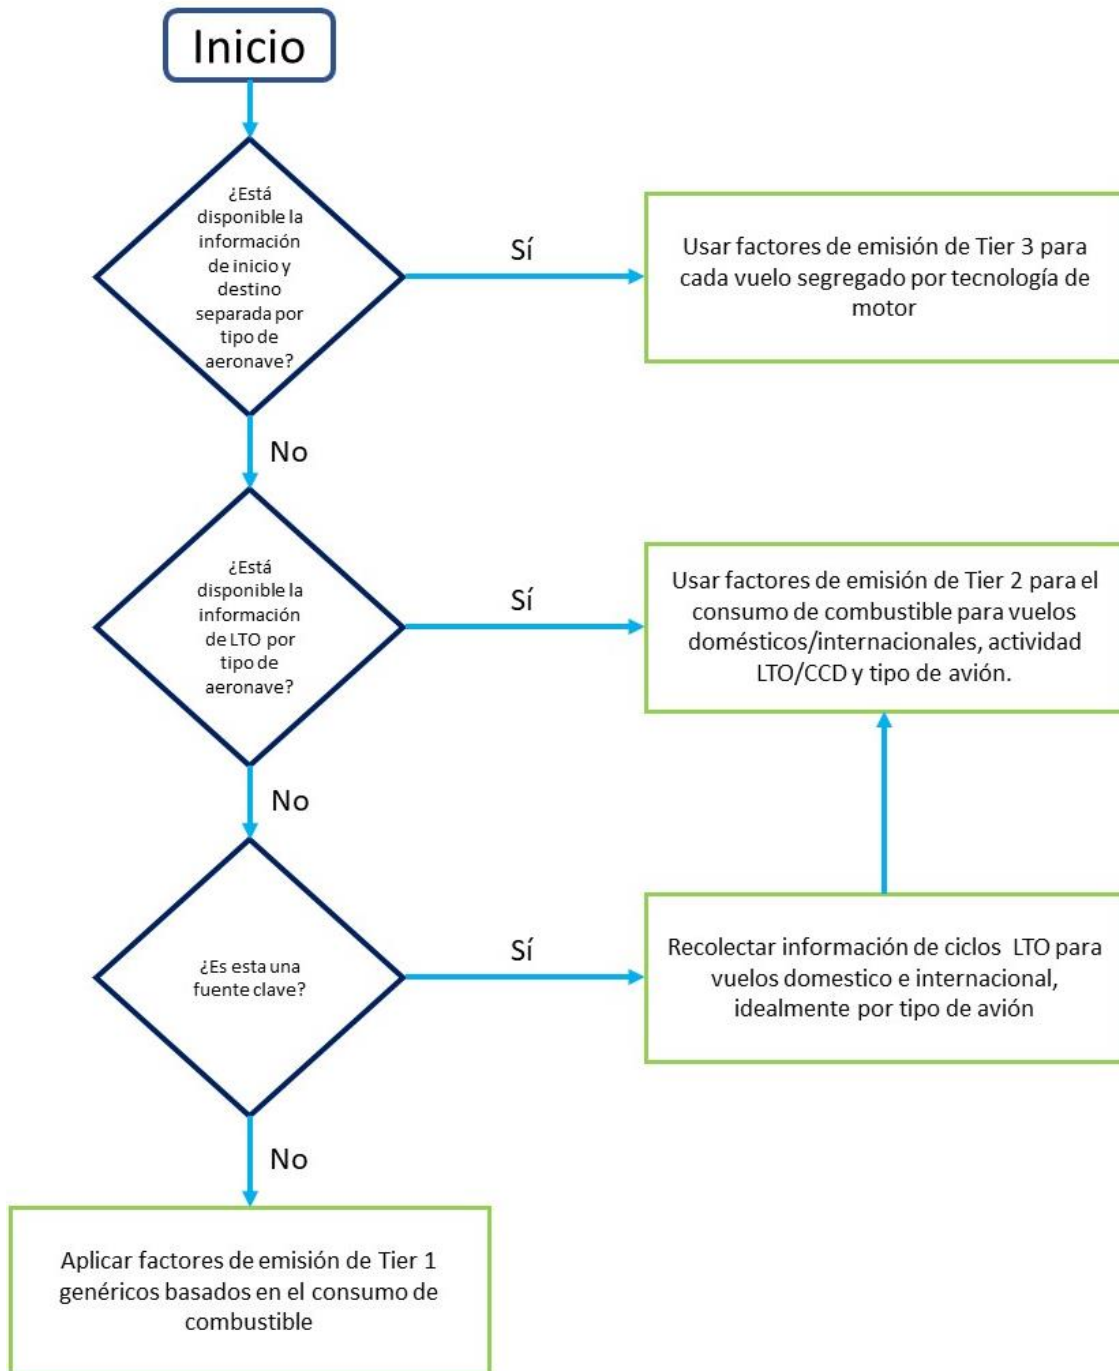 Inicio
¿Está
disponible la
información
de inicio y
destino
separada por
tipo de
aeronave?
Sí
Usar factores de emisión de Tier 3 para
cada vuelo segregado por tecnología de
motor
No
¿Está
disponible la
información
de LTO por
tipo de
aeronave?
Sí
Usar factores de emisión de Tier 2 para el
consumo de combustible para vuelos
domésticos/internacionales, actividad
LTO/CCD y tipo de avión.
No
¿Es esta una
fuente clave?
Sí
Recolectar información de ciclos LTO para
vuelos domestico e internacional,
idealmente por tipo de avión
No
Aplicar factores de emisión de Tier 1
genéricos basados en el consumo de
combustible